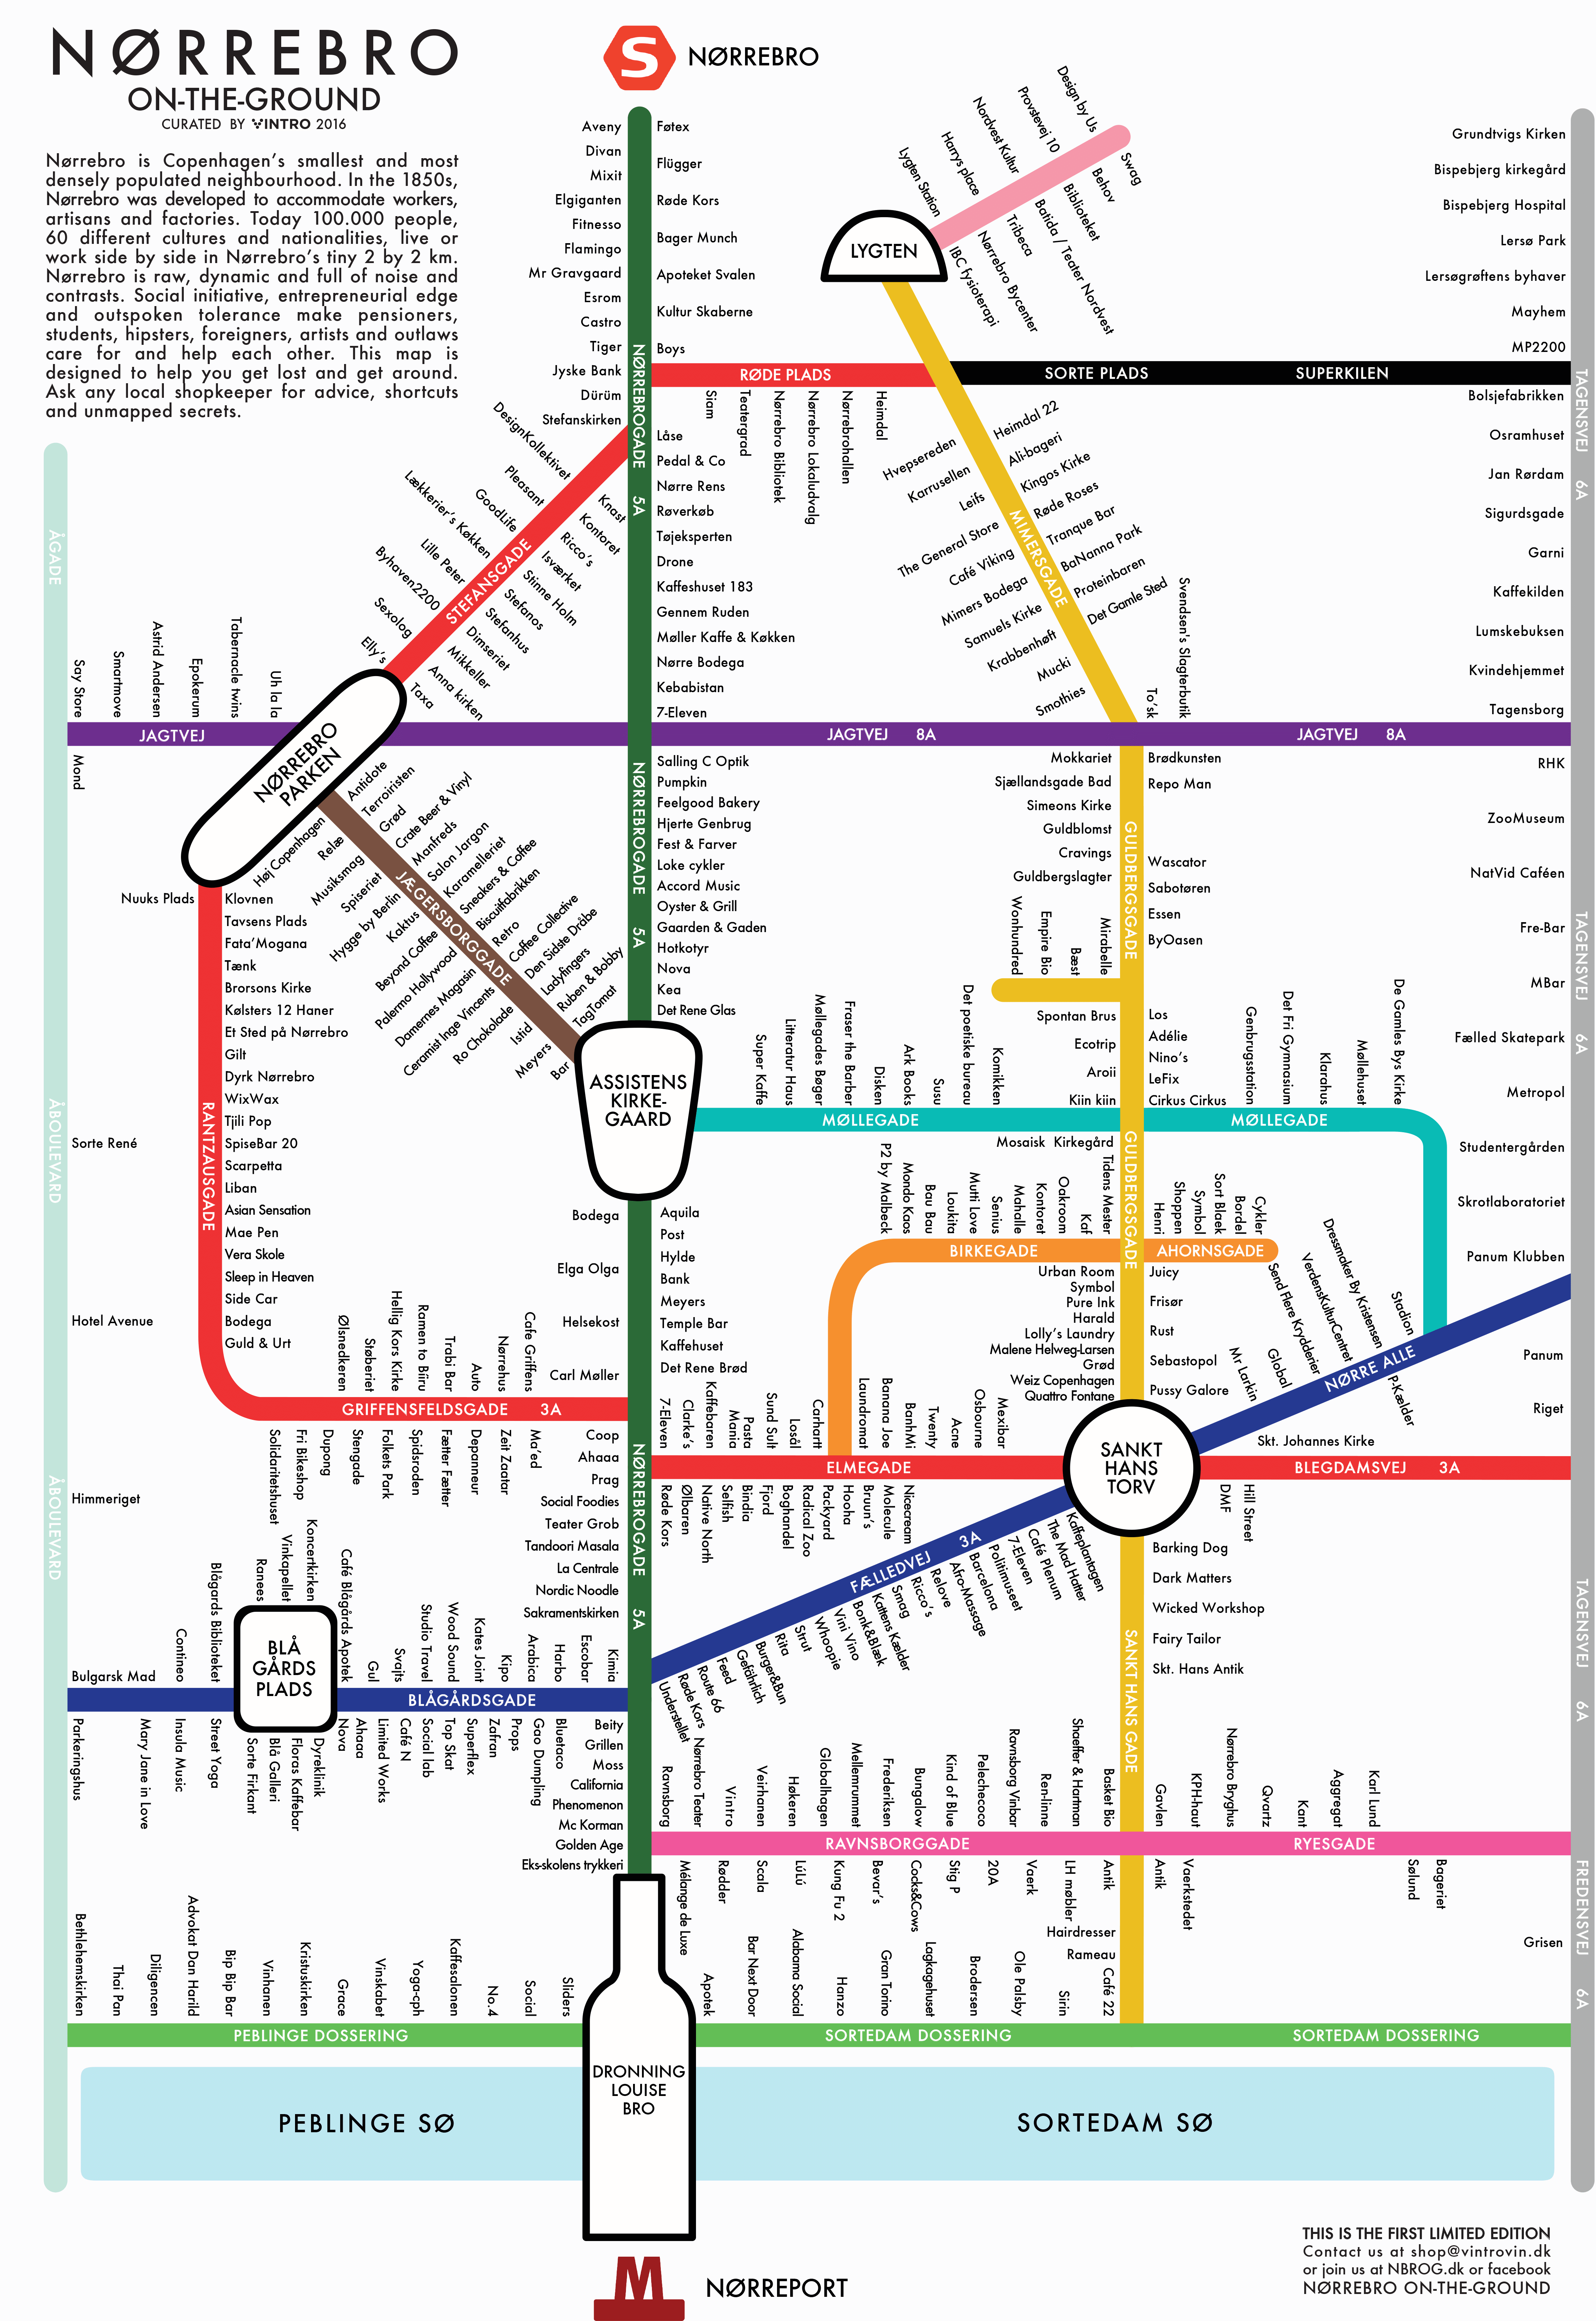 NØRREBRO
ON-THE-GROUND
CURATED BY VINTRO 2016
Nørrebro is Copenhagen's smallest and most
densely populated neighbourhood. In the 1850s,
Nørrebro was developed to accommodate workers,
artisans and factories. Today 100.000 people,
60 different cultures and nationalities, live or
work side by side in Nørrebro's tiny 2 by 2 km.
Nørrebro is raw, dynamic and full of noise and
contrasts. Social initiative, entrepreneurial edge
and outspoken tolerance make pensioners,
students, hipsters, foreigners, artists and outlaws
care for and help each other. This map is
designed to help you get lost and get around.
Ask any local shopkeeper for advice, shortcuts
and unmapped secrets.
S
NØRREBRO
Aveny
Divan
Mixit
Elgiganten
Fitnesso
Flamingo
Mr Gravgaard
Esrom
Castro
Tiger
Jyske Bank
Dürüm
Stefanskirken
Føtex
Flügger
Røde Kors
Bager Munch
Apoteket Svalen
Kultur Skaberne
Boys
NØRREBROGADE 5A
Låse
Pedal & Co
Nørre Rens
Røverkøb
Tøjeksperten
Drone
Kaffeshuset 183
Gennem Ruden
Møller Kaffe & Køkken
Nørre Bodega
Kebabistan
7-Eleven
LYGTEN
Lygten Station
Harrys place
Nordvest Kultur
Provstevej 10
Design by Us
Swag
Behov
Biblioteket
Batida / Teater Nordvest
Tribeca
Nørrebro Bycenter
IBC fysioterapi
Grundtvigs Kirken
Bispebjerg kirkegård
Bispebjerg Hospital
Lersø Park
Lersøgrøftens byhaver
Mayhem
MP2200
RØDE PLADS
SORTE PLADS
SUPERKILEN
TAGENSVEJ 6A
Siam
Teatergrad
Nørrebro Bibliotek
Nørrebro Lokaludvalg
Nørrebrohallen
Heimdal
Bolsjefabrikken
Osramhuset
Jan Rørdam
Sigurdsgade
Garni
Kaffekilden
Lumskebuksen
Kvindehjemmet
Tagensborg
Hvepsereden
Karrusellen
Leifs
The General Store
Café Viking
Mimers Bodega
Samuels Kirke
Krabbenhøft
Mucki
Smothies
MIMERSGADE
Heimdal 22
Ali-bageri
Kingos Kirke
Røde Roses
Tranque Bar
BaNanna Park
Proteinbaren
Det Gamle Sted
To'sk
Svendsen's Slagterbutik
DesignKollektivet
Pleasant
GoodLife
Lækkerier's Køkken
Lille Peter
Byhaven2200
Sexolog
Elly's
STEFANSGADE
Knast
Kontoret
Ricco's
Isværket
Stinne Holm
Stefanos
Stefanhus
Dimseriet
Mikkeller
Anna kirken
Taxa
ÅGADE
Say Store
Smartmove
Astrid Andersen
Epokerum
Tabernacle twins
Uh la la
JAGTVEJ
JAGTVEJ 8A
JAGTVEJ 8A
Mond
NØRREBRO
PARKEN
Antidote
Terroiristen
Grød
Crate Beer & Vinyl
Manfreds
Salon Jargon
Karamelleriet
Sneakers & Coffee
Biscuitfabrikken
Retro
Coffee Collective
Den Sidste Dråbe
Ladyfingers
Ruben & Bobby
TagTomat
JÆGERSBORGGADE
Høj Copenhagen
Relæ
Musiksmag
Spiseriet
Hygge by Berlin
Kaktus
Beyond Coffee
Palermo Hollywood
Damernes Magasin
Ceramist Inge Vincents
Ro Chokolade
Istid
Meyers
Bar
NØRREBROGADE 5A
Salling C Optik
Pumpkin
Feelgood Bakery
Hjerte Genbrug
Fest & Farver
Loke cykler
Accord Music
Oyster & Grill
Gaarden & Gaden
Hotkotyr
Nova
Kea
Det Rene Glas
Mokkariet
Sjællandsgade Bad
Simeons Kirke
Guldblomst
Cravings
Guldbergslagter
Wonhundred
Empire Bio
Bæst
Mirabelle
GULDBERGSGADE
Brødkunsten
Repo Man
Wascator
Sabotøren
Essen
ByOasen
RHK
ZooMuseum
NatVid Caféen
Fre-Bar
MBar
Fælled Skatepark
Metropol
Studentergården
Skrotlaboratoriet
Panum Klubben
TAGENSVEJ 6A
Nuuks Plads
Klovnen
Tavsens Plads
Fata'Mogana
Tænk
Brorsons Kirke
Kølsters 12 Haner
Et Sted på Nørrebro
Gilt
Dyrk Nørrebro
WixWax
Tjili Pop
SpiseBar 20
Scarpetta
Liban
Asian Sensation
Mae Pen
Vera Skole
Sleep in Heaven
Side Car
Bodega
Guld & Urt
RANTZAUSGADE
ÅBOULEVARD
Sorte René
Hotel Avenue
ASSISTENS
KIRKE-
GAARD
Super Kaffe
Litteratur Haus
Møllegades Bøger
Fraser the Barber
Disken
Ark Books
Susu
Det poetiske bureau
Komikken
Spontan Brus
Ecotrip
Aroii
Kiin kiin
Los
Adélie
Nino's
LeFix
Cirkus Cirkus
Genbrugsstation
Det Fri Gymnasium
Klarahus
Møllehuset
De Gamles Bys Kirke
MØLLEGADE
MØLLEGADE
Mosaisk Kirkegård
P2 by Malbeck
Mondo Kaos
Bau Bau
Loukita
Mutti Love
Senius
Mahalle
Kontoret
Oakroom
Kaf
Tidens Mester
GULDBERGSGADE
Henri
Shoppen
Symbol
Sort Blaek
Bordel
Cykler
BIRKEGADE
AHORNSGADE
Bodega
Elga Olga
Helsekost
Carl Møller
Aquila
Post
Hylde
Bank
Meyers
Temple Bar
Kaffehuset
Det Rene Brød
Urban Room
Symbol
Pure Ink
Harald
Lolly's Laundry
Malene Helweg-Larsen
Grød
Weiz Copenhagen
Quattro Fontane
Juicy
Frisør
Rust
Sebastopol
Pussy Galore
Mr Larkin
Global
Send Flere Krydderier
VerdensKulturCentret
Dressmaker By Kristensen
Stadion
NØRRE ALLE
P-Kælder
Panum
Riget
Ølsnedkeren
Støberiet
Hellig Kors Kirke
Ramen to Bíiru
Trabi Bar
Auto
Nørrehus
Cafe Griffens
GRIFFENSFELDSGADE 3A
Solidaritetshuset
Fri Bikeshop
Dupong
Stengade
Folkets Park
Spidsroden
Fætter Fætter
Depanneur
Zeit Zaatar
Ma'ed
Coop
Ahaaa
Prag
Social Foodies
Teater Grob
Tandoori Masala
La Centrale
Nordic Noodle
Sakramentskirken
NØRREBROGADE 5A
7-Eleven
Clarke's
Kaffebaren
Mania
Pasta
Sund Sult
Losål
Carhartt
Laundromat
Banana Joe
BanhMi
Twenty
Acne
Osbourne
Mexibar
ELMEGADE
Røde Kors
Ølbaren
Native North
Selfish
Bindia
Fjord
Boghandel
Radical Zoo
Packyard
Hooha
Bruun's
Molecule
Nicecream
SANKT
HANS
TORV
Skt. Johannes Kirke
BLEGDAMSVEJ 3A
DMF
Hill Street
FÆLLEDVEJ 3A
Kaffeplantagen
The Mad Hatter
Café Plenum
7-Eleven
Politimuseet
Barcelona
Afro-Massage
Relove
Ricco's
Smag
Kattens Kælder
Bonk&Blæk
Vini Vino
Whoopie
Strut
Rita
Burger&Bun
Gefährlich
Feed
Route 66
Røde Kors
Understellet
Barking Dog
Dark Matters
Wicked Workshop
Fairy Tailor
Skt. Hans Antik
SANKT HANS GADE
TAGENSVEJ 6A
ÅBOULEVARD
Himmeriget
Bulgarsk Mad
Contineo
Blågards Biblioteket
Ranees
Vinkapellet
Koncertkirken
Café Blågårds Apotek
Gul
Svajts
Studio Travel
Wood Sound
Kates Joint
Kipo
Arabica
Harbo
Escobar
Kimia
BLÅ
GÅRDS
PLADS
BLÅGÅRDSGADE
Parkeringshus
Mary Jane in Love
Insula Music
Street Yoga
Sorte Firkant
Blå Galleri
Floras Kaffebar
Dyreklinik
Nova
Ahaaa
Limited Works
Café N
Social lab
Top Skat
Superflex
Zafran
Props
Gao Dumpling
Bluetaco
Beity
Grillen
Moss
California
Phenomenon
Mc Korman
Golden Age
Eks-skolens trykkeri
Ravnsborg
Nørrebro Teater
Vintro
Veirhanen
Høkeren
Globalhagen
Mellemrummet
Frederiksen
Bungalow
Kind of Blue
Pelechecoco
Ravnsborg Vinbar
Ren-linne
Shaeffer & Hartman
Basket Bio
Gavlen
KPH-haut
Nørrebro Bryghus
Qvartz
Kant
Aggregat
Karl Lund
RAVNSBORGGADE
RYESGADE
Mélange de Luxe
Rødder
Scala
LúLú
Kung Fu 2
Bevar's
Cocks&Cows
Stig P
20A
Vaerk
LH møbler
Antik
Antik
Vaerkstedet
Sølund
Bageriet
Hairdresser
Rameau
Grisen
FREDENSVEJ 6A
Bethlehemskirken
Thai Pan
Diligencen
Advokat Dan Harild
Bip Bip Bar
Vinhanen
Kristuskirken
Grace
Vinskabet
Yoga-cph
Kaffesalonen
No.4
Social
Sliders
Apotek
Bar Next Door
Alabama Social
Hanzo
Gran Torino
Lagkagehuset
Brodersen
Ole Palsby
Sirin
Café 22
PEBLINGE DOSSERING
SORTEDAM DOSSERING
SORTEDAM DOSSERING
DRONNING
LOUISE
BRO
PEBLINGE SØ
SORTEDAM SØ
M
NØRREPORT
THIS IS THE FIRST LIMITED EDITION
Contact us at shop@vintrovin.dk
or join us at NBROG.dk or facebook
NØRREBRO ON-THE-GROUND